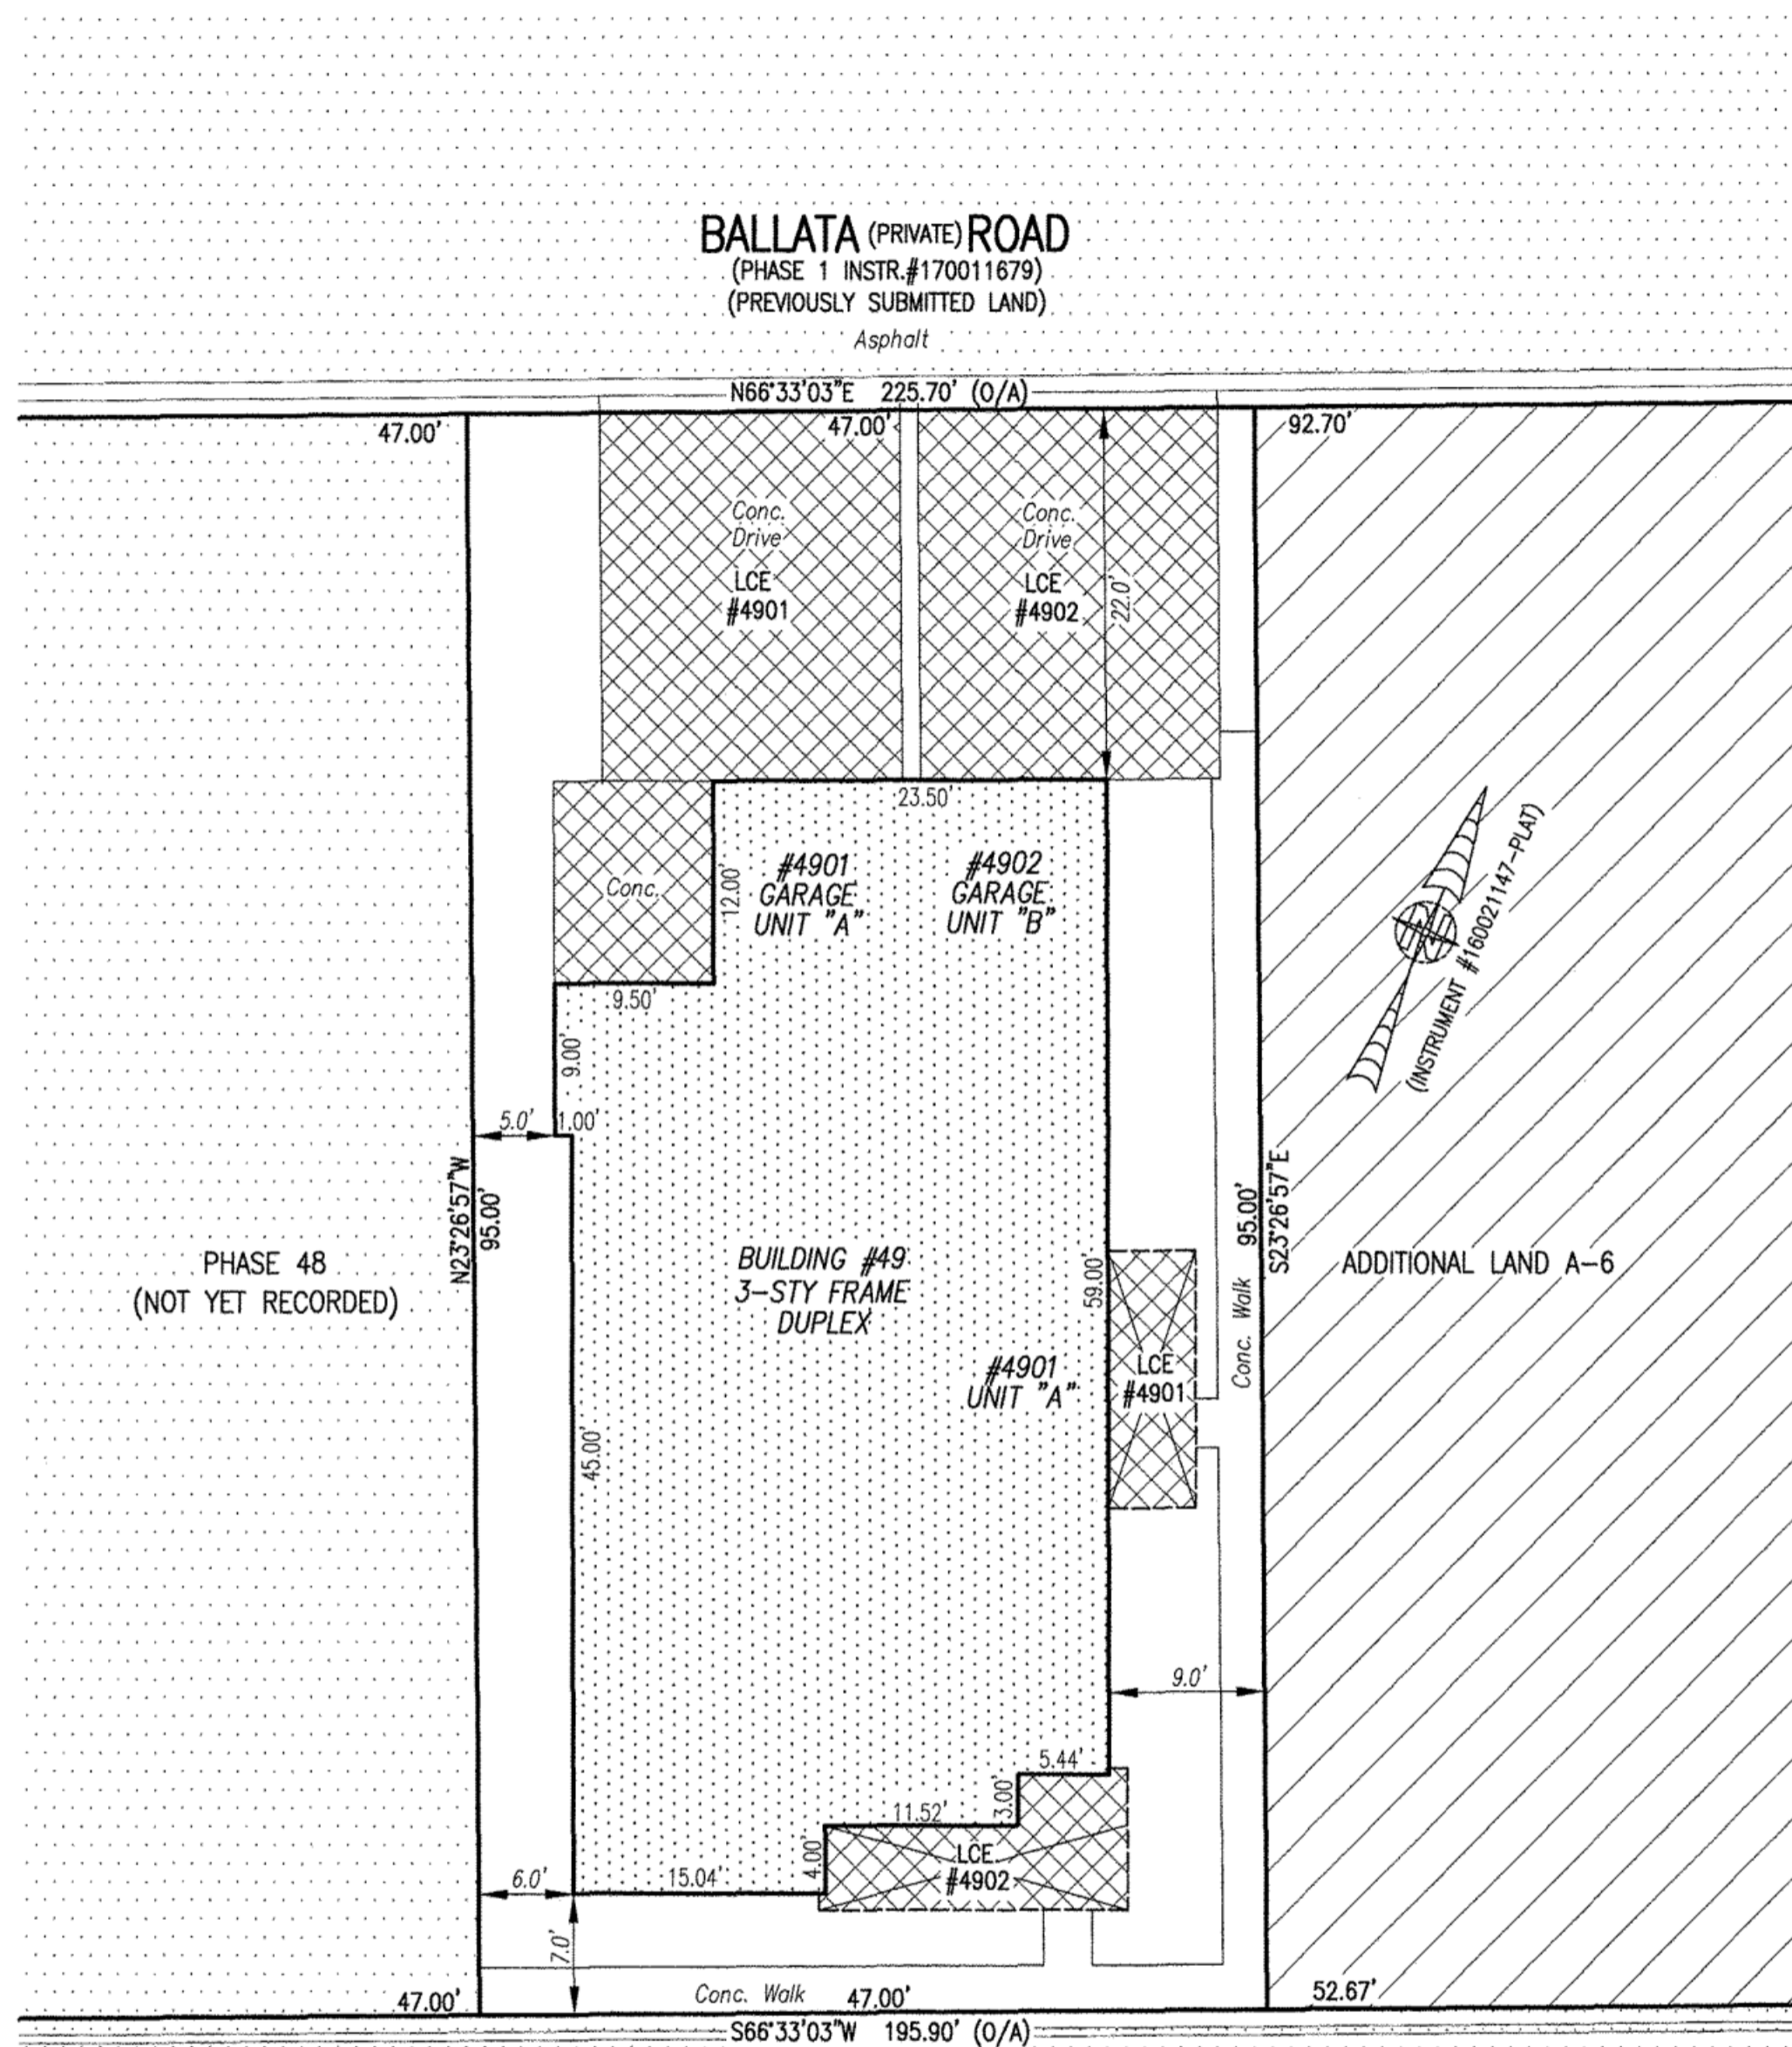 BALLATA (PRIVATE) ROAD
(PHASE 1 INSTR.#170011679)
(PREVIOUSLY SUBMITTED LAND)
Asphalt
N66°33'03"E 225.70' (O/A)
47.00'
47.00'
92.70'
Conc.
Drive
LCE
#4901
Conc.
Drive
LCE
#4902
22.0'
23.50'
#4901
GARAGE
UNIT "A"
#4902
GARAGE
UNIT "B"
12.00'
Conc.
9.50'
9.00'
1.00'
5.0'
(INSTRUMENT #160021147-PLAT)
N23°26'57"W
95.00'
PHASE 48
(NOT YET RECORDED)
BUILDING #49
3-STY FRAME
DUPLEX
59.00'
#4901
UNIT "A"
LCE
#4901
Conc. Walk
95.00'
S23°26'57"E
ADDITIONAL LAND A-6
45.00'
9.0'
5.44'
3.00'
11.52'
4.00'
LCE
#4902
15.04'
6.0'
7.0'
Conc. Walk
47.00'
47.00'
52.67'
S66°33'03"W 195.90' (O/A)